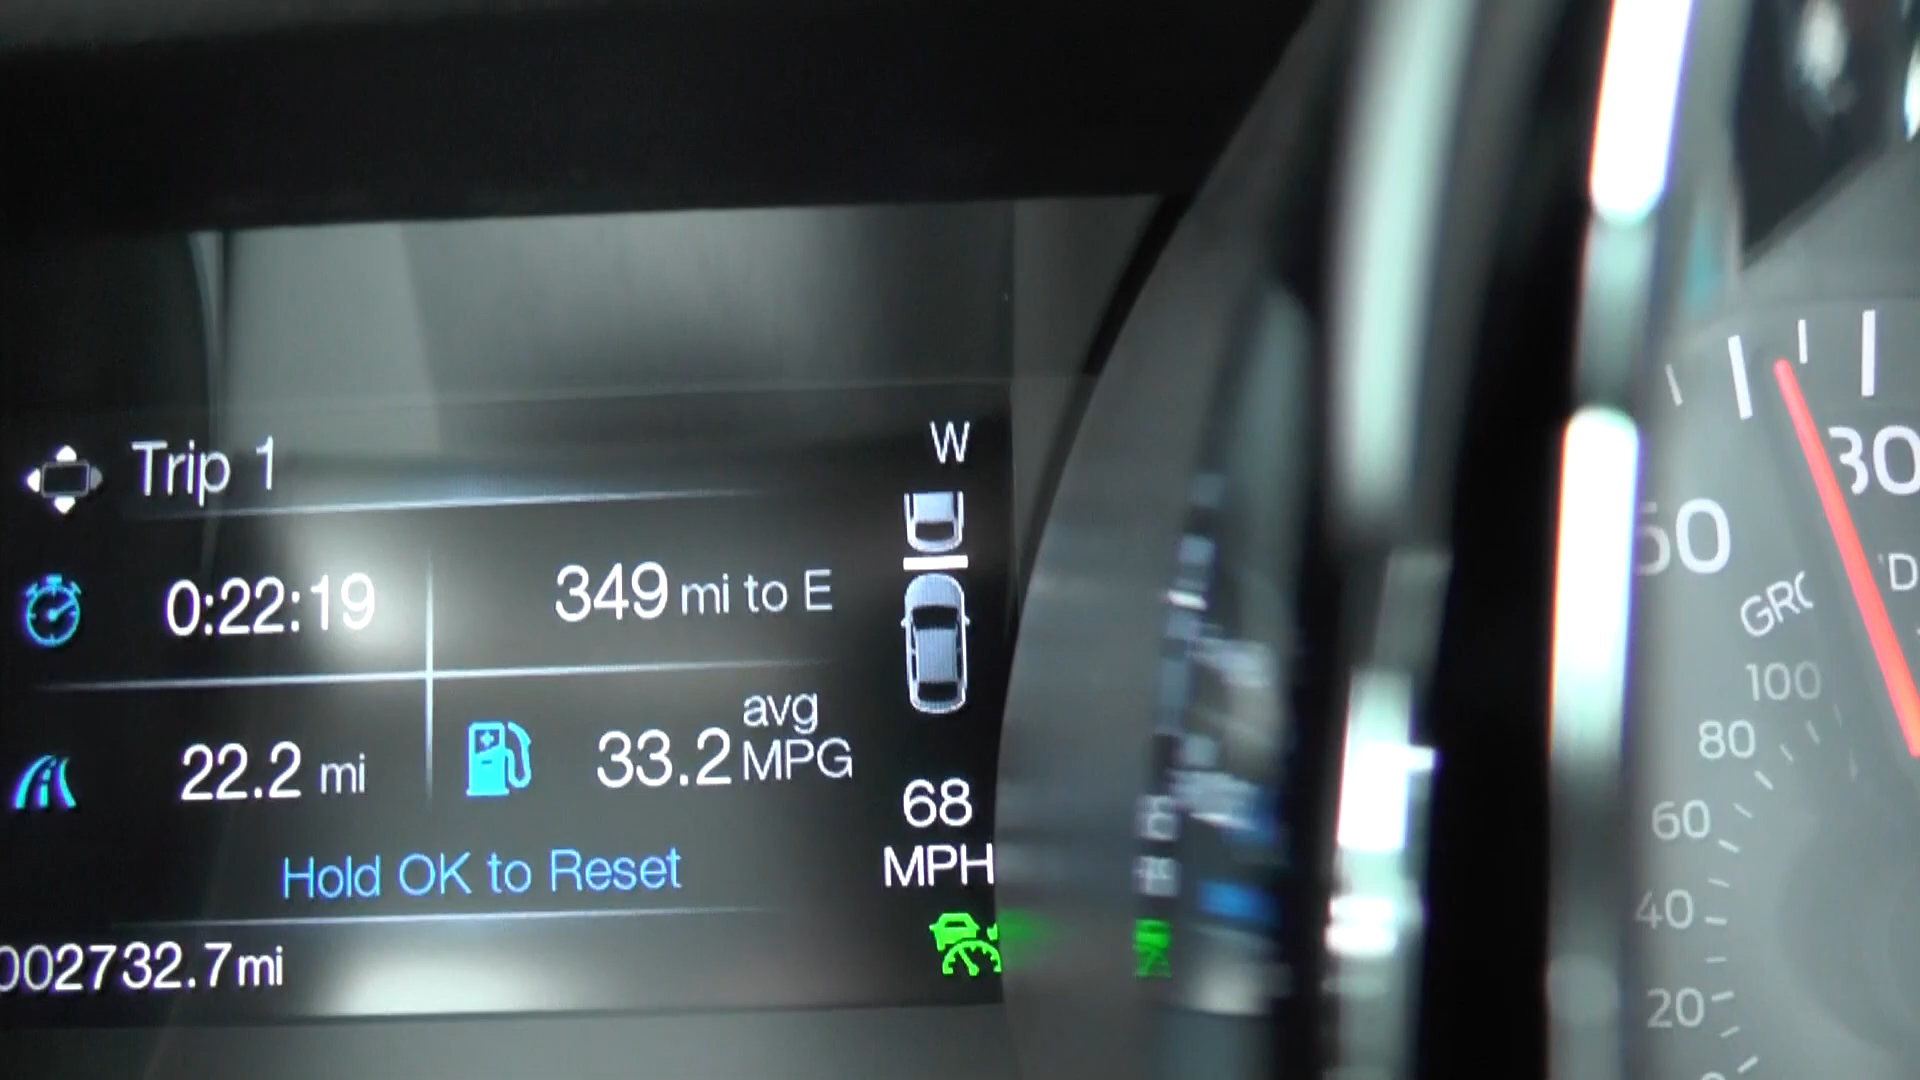 W
Trip 1
0:22:19
349 mi to E
22.2 mi
33.2 avg MPG
68
MPH
Hold OK to Reset
002732.7mi
30
100
80
60
40
20